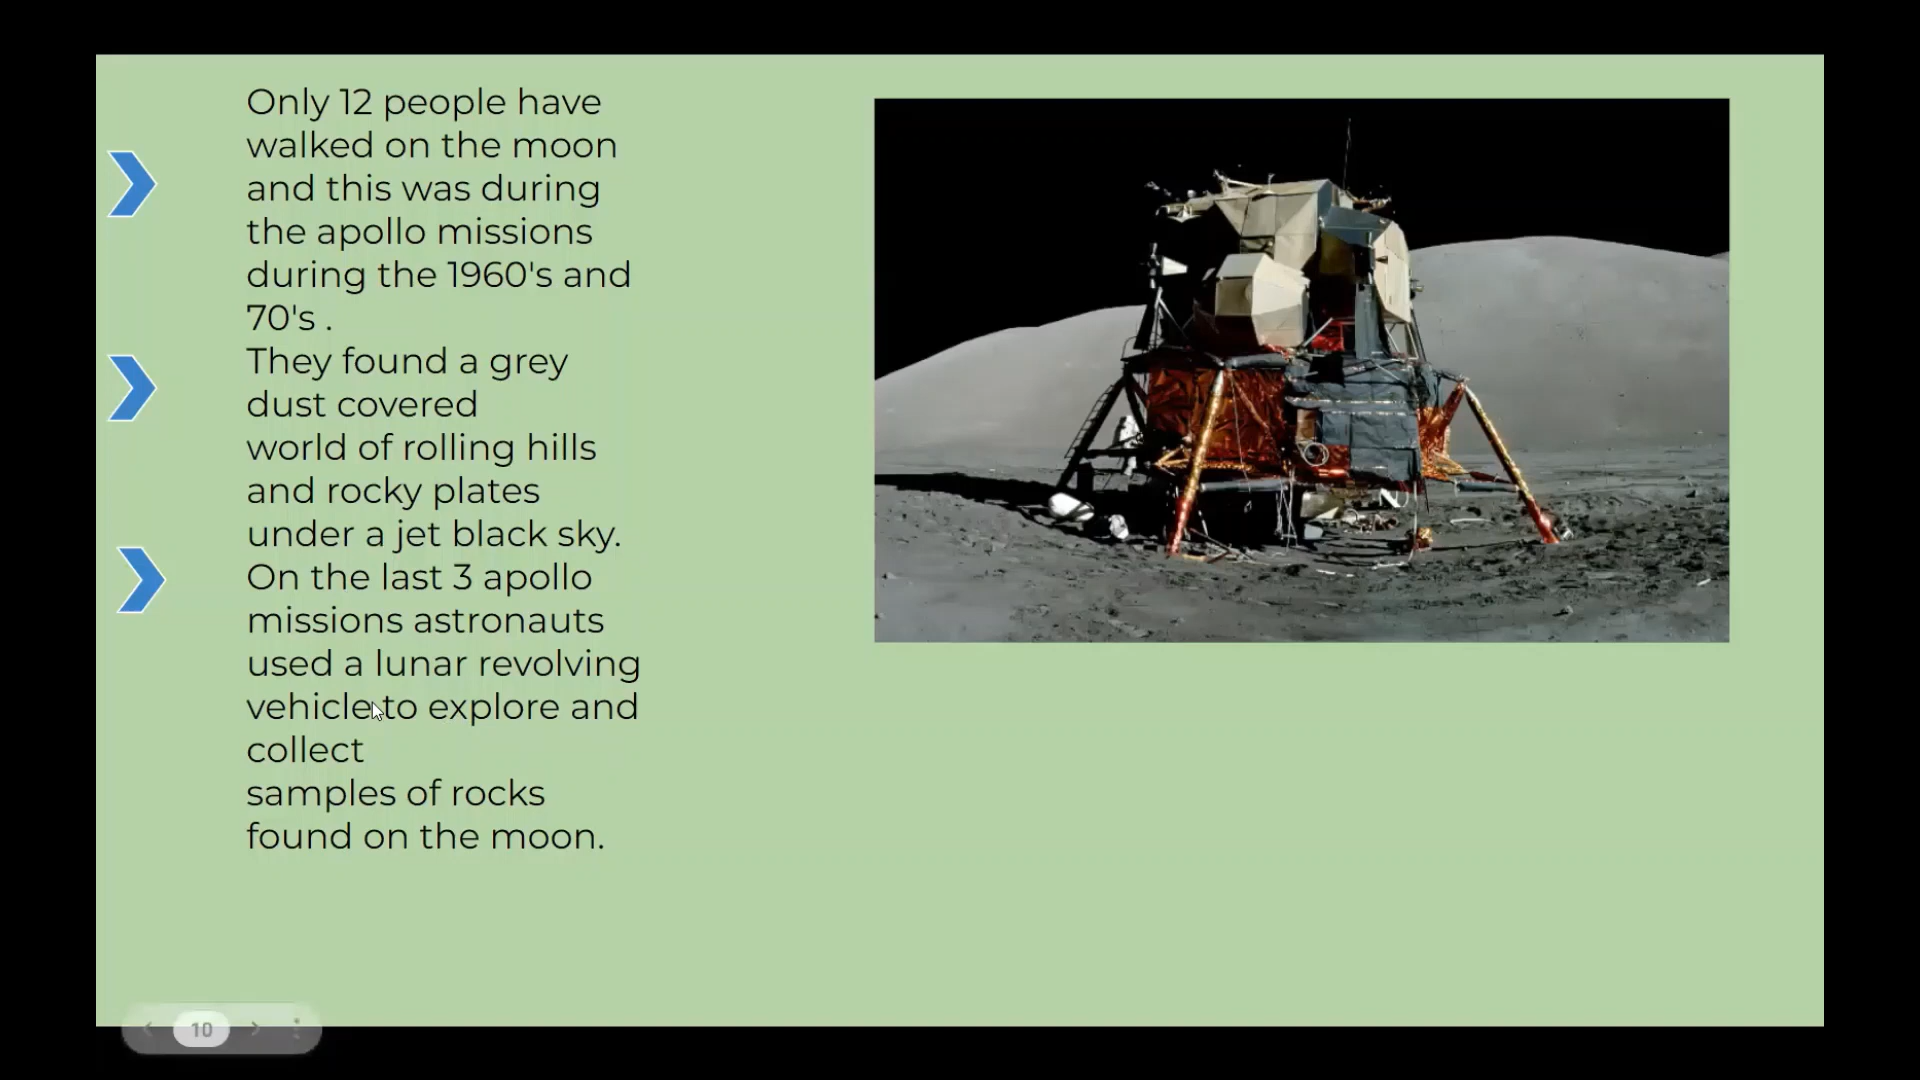 Only 12 people have
walked on the moon
and this was during
the apollo missions
during the 1960's and
70's .
They found a grey
dust covered
world of rolling hills
and rocky plates
under a jet black sky.
On the last 3 apollo
missions astronauts
used a lunar revolving
vehicle to explore and
collect
samples of rocks
found on the moon.
10